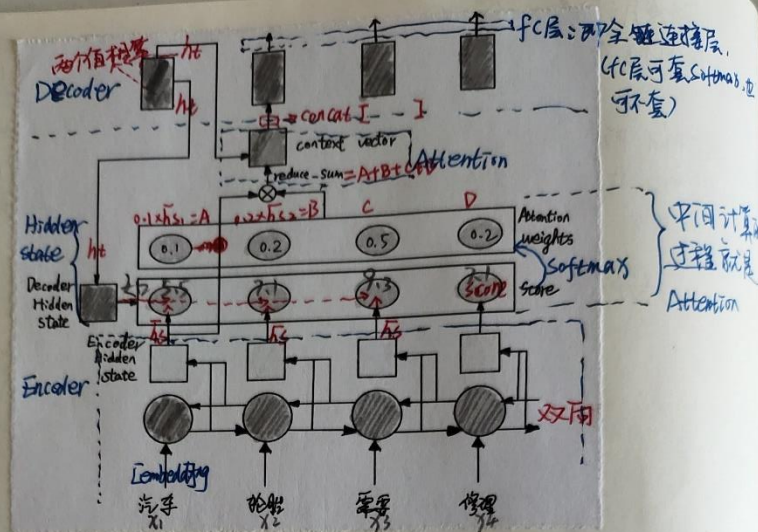 fC层：即全链连接层,
(fC层可套Softmax,也
可不套)
ht
ht
Decoder
concat [ ]
context vector
Attention
reduce-sum=A+B+C+D
0.1×h̄s₁=A
0.2×h̄s₂=B
C
D
Attention
weights
0.1
0.2
0.5
0.2
Softmax
中间计算
过程就是
Attention
Hidden
state
ht
Decoder
Hidden
state
score
h̄s
h̄s
h̄s
Encoder
Hidden
state
Encoder
双向
Embedding
汽车
轮胎
需要
修理
x1
x2
x3
x4